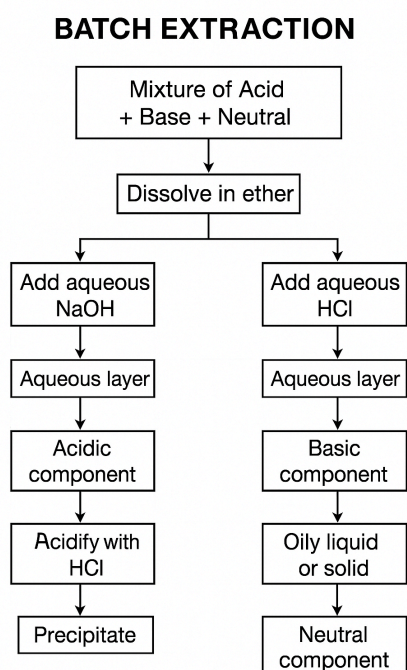 BATCH EXTRACTION
Mixture of Acid
+ Base + Neutral
Dissolve in ether
Add aqueous
NaOH
Aqueous layer
Acidic
component
Acidify with
HCl
Precipitate
Add aqueous
HCl
Aqueous layer
Basic
component
Oily liquid
or solid
Neutral
component